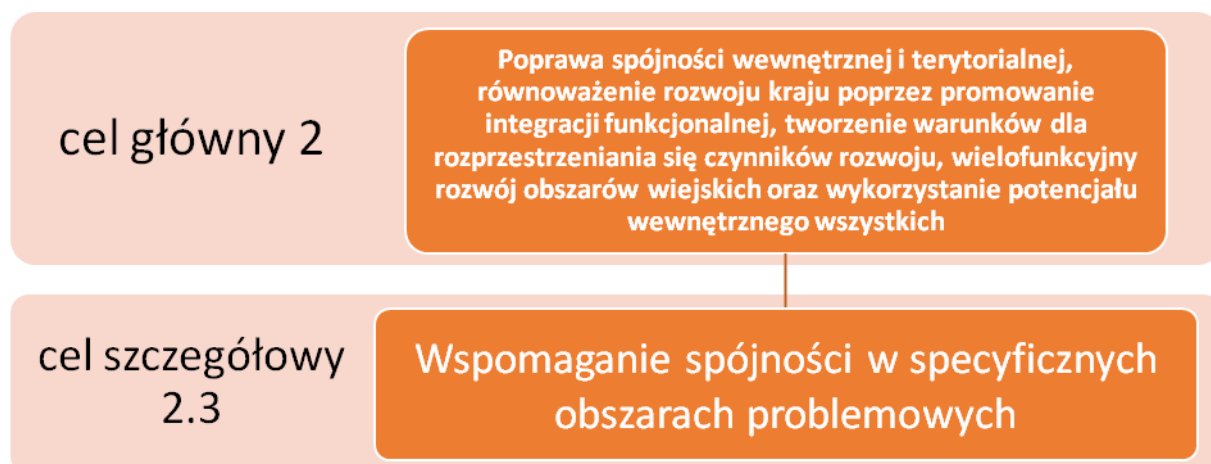 cel główny 2
Poprawa spójności wewnętrznej i terytorialnej,
równoważenie rozwoju kraju poprzez promowanie
integracji funkcjonalnej, tworzenie warunków dla
rozprzestrzeniania się czynników rozwoju, wielofunkcyjny
rozwój obszarów wiejskich oraz wykorzystanie potencjału
wewnętrznego wszystkich
cel szczegółowy
2.3
Wspomaganie spójności w specyficznych
obszarach problemowych